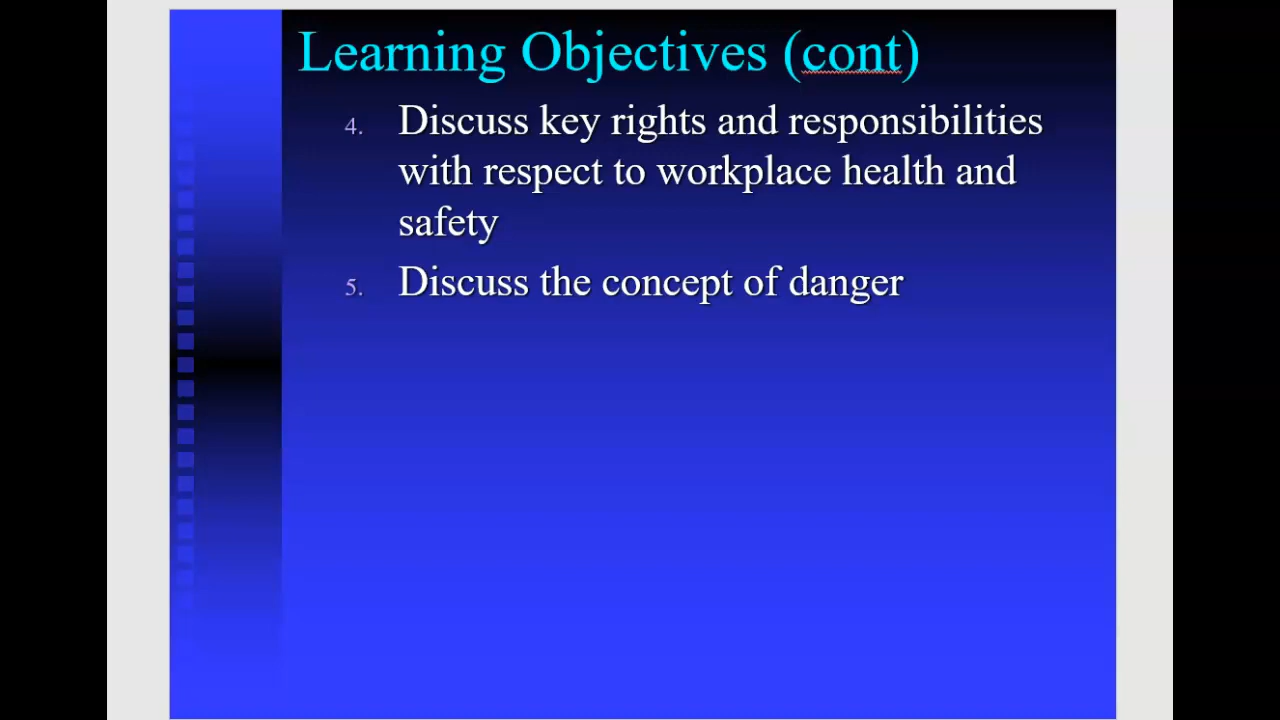 Learning Objectives (cont)
4. Discuss key rights and responsibilities
with respect to workplace health and
safety
5. Discuss the concept of danger